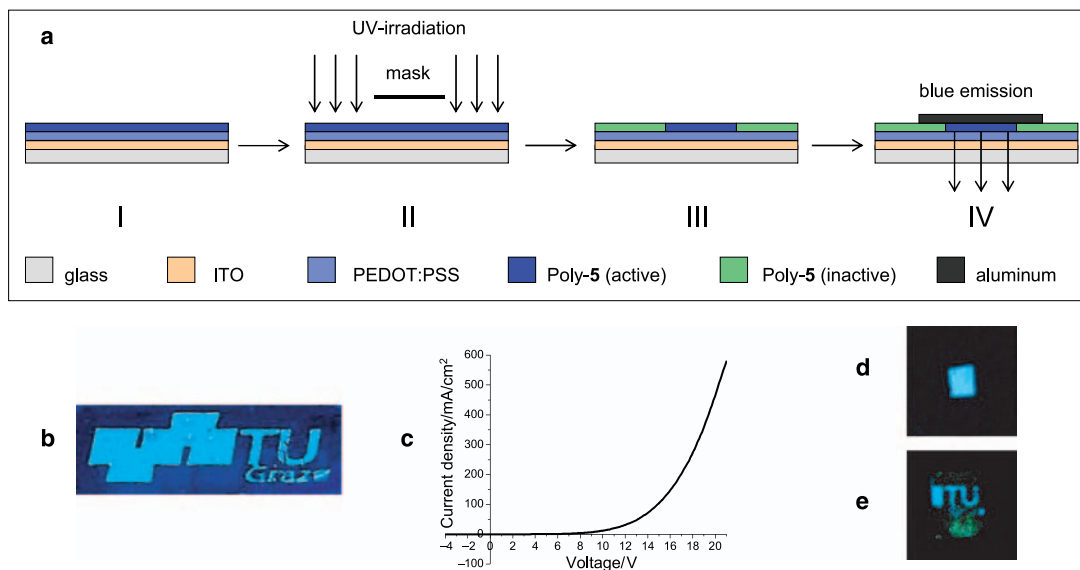 a
UV-irradiation
mask
blue emission
I
II
III
IV
glass
ITO
PEDOT:PSS
Poly-5 (active)
Poly-5 (inactive)
aluminum
b
TU
Graz
c
Current density/mA/cm²
600
500
400
300
200
100
0
–100
–4 –2 0 2 4 6 8 10 12 14 16 18 20
Voltage/V
d
e
TU